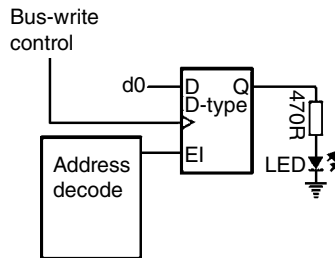 Bus-write
control
d0
D
Q
D-type
EI
Address
decode
470R
LED